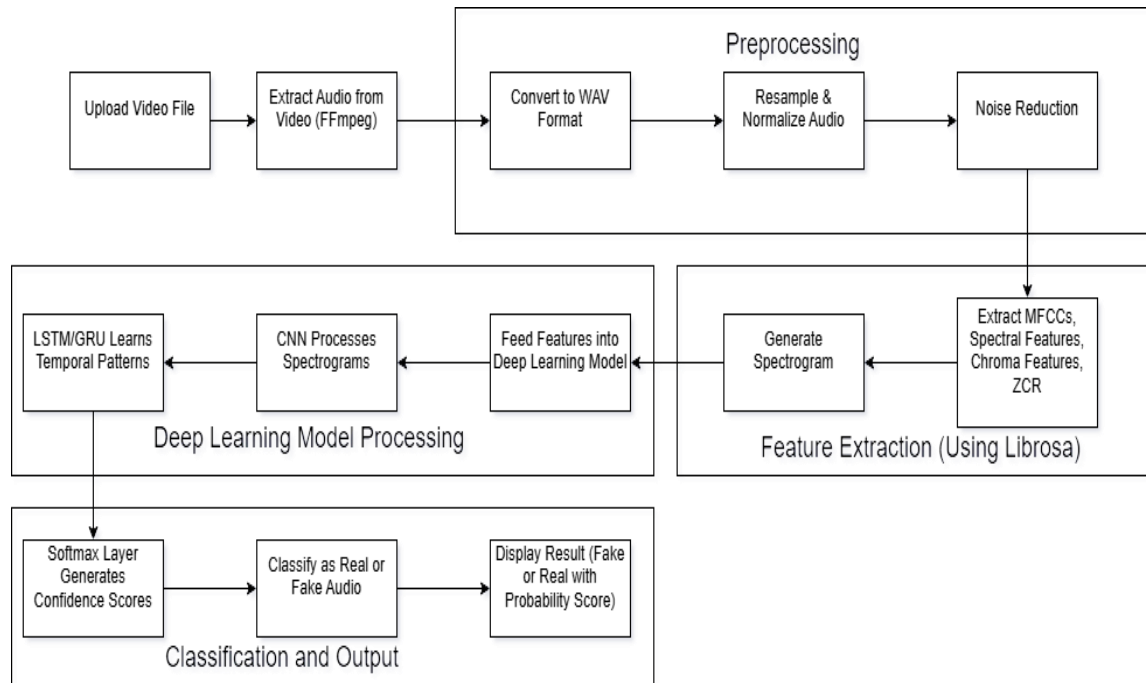 Preprocessing
Upload Video File
Extract Audio from
Video (FFmpeg)
Convert to WAV
Format
Resample &
Normalize Audio
Noise Reduction
Extract MFCCs,
Spectral Features,
Chroma Features,
ZCR
Generate
Spectrogram
Feature Extraction (Using Librosa)
Feed Features into
Deep Learning Model
CNN Processes
Spectrograms
LSTM/GRU Learns
Temporal Patterns
Deep Learning Model Processing
Softmax Layer
Generates
Confidence Scores
Classify as Real or
Fake Audio
Display Result (Fake
or Real with
Probability Score)
Classification and Output